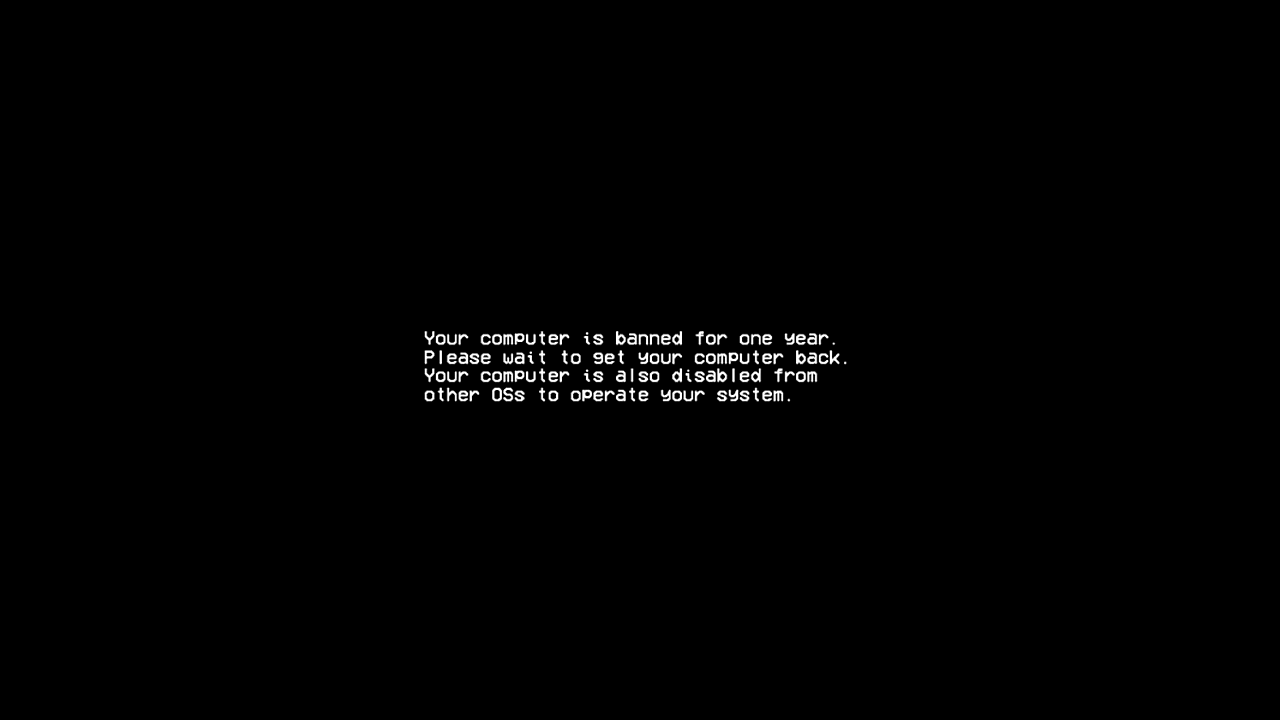 Your computer is banned for one year.
Please wait to get your computer back.
Your computer is also disabled from
other OSs to operate your system.